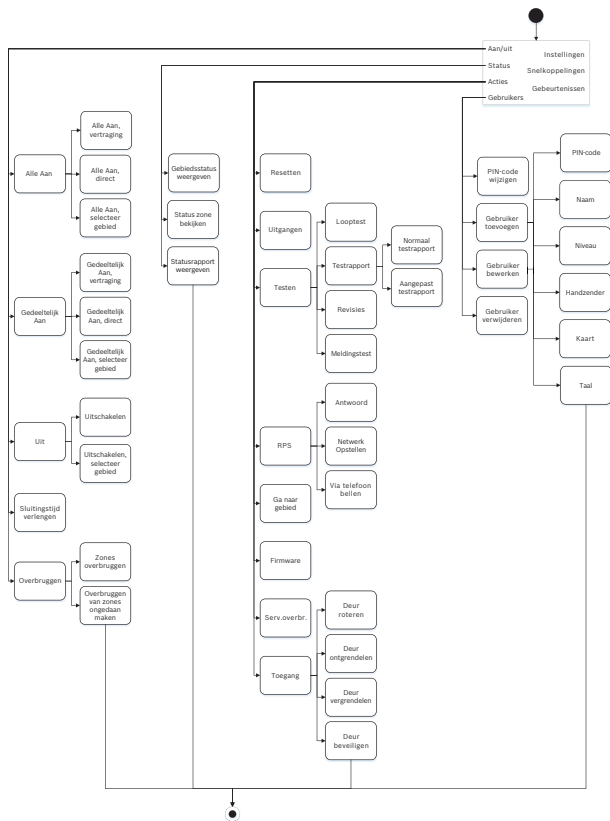 Aan/uit
Status
Acties
Gebruikers
Instellingen
Snelkoppelingen
Gebeurtenissen
Alle Aan
Alle Aan,
vertraging
Alle Aan,
direct
Alle Aan,
selecteer
gebied
Gedeeltelijk
Aan
Gedeeltelijk
Aan,
vertraging
Gedeeltelijk
Aan, direct
Gedeeltelijk
Aan, selecteer
gebied
Uit
Uitschakelen
Uitschakelen,
selecteer
gebied
Sluitingstijd
verlengen
Overbruggen
Zones
overbruggen
Overbruggen
van zones
ongedaan
maken
Gebiedsstatus
weergeven
Status zone
bekijken
Statusrapport
weergeven
Resetten
Uitgangen
Testen
Looptest
Testrapport
Revisies
Meldingstest
Normaal
testrapport
Aangepast
testrapport
RPS
Antwoord
Netwerk
Opstellen
Via telefoon
bellen
Ga naar
gebied
Firmware
Serv.overbr.
Toegang
Deur
roteren
Deur
ontgrendelen
Deur
vergrendelen
Deur
beveiligen
PIN-code
wijzigen
Gebruiker
toevoegen
Gebruiker
bewerken
Gebruiker
verwijderen
PIN-code
Naam
Niveau
Handzender
Kaart
Taal